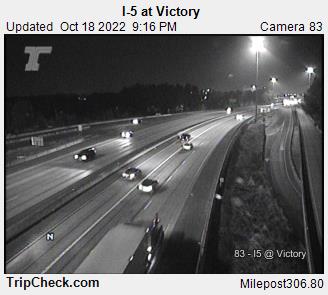 I-5 at Victory
Updated Oct 18 2022 9:16 PM Camera 83
T
N
83 - I5 @ Victory
TripCheck.com Milepost306.80